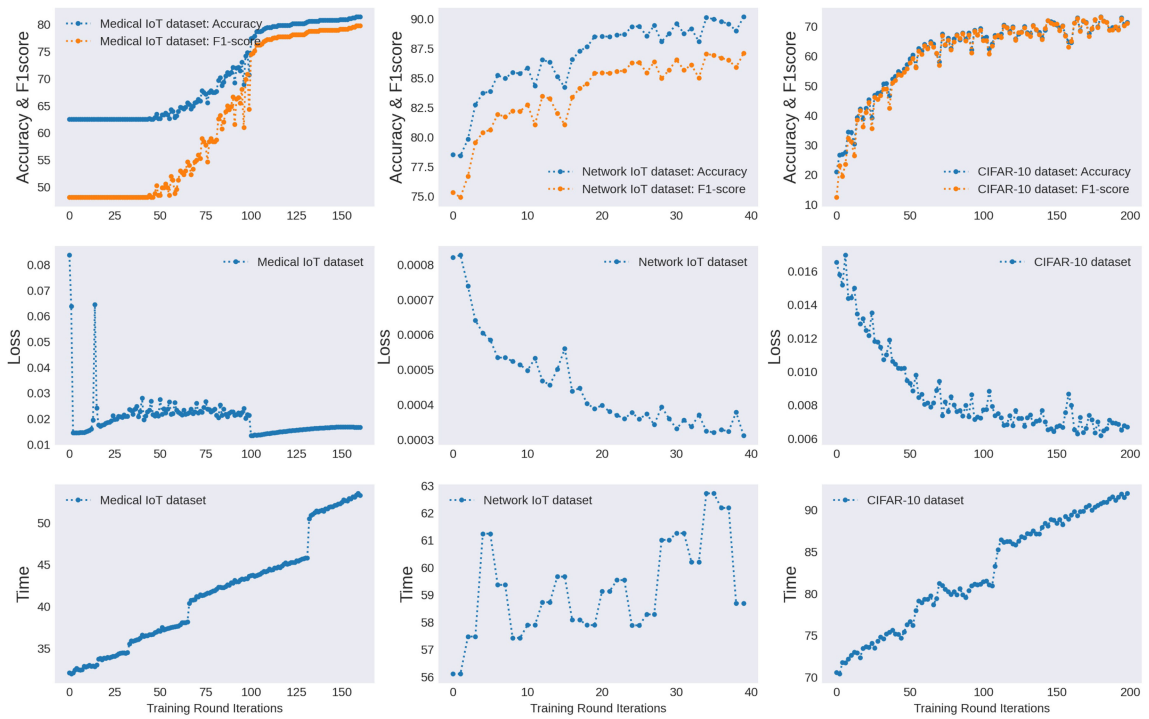 Accuracy & F1score
80
75
70
65
60
55
50
0 25 50 75 100 125 150
Medical IoT dataset: Accuracy
Medical IoT dataset: F1-score
Accuracy & F1score
90.0
87.5
85.0
82.5
80.0
77.5
75.0
0 10 20 30 40
Network IoT dataset: Accuracy
Network IoT dataset: F1-score
Accuracy & F1score
70
60
50
40
30
20
10
0 50 100 150 200
CIFAR-10 dataset: Accuracy
CIFAR-10 dataset: F1-score
Loss
0.08
0.07
0.06
0.05
0.04
0.03
0.02
0.01
0 25 50 75 100 125 150
Medical IoT dataset
Loss
0.0008
0.0007
0.0006
0.0005
0.0004
0.0003
0 10 20 30 40
Network IoT dataset
Loss
0.016
0.014
0.012
0.010
0.008
0.006
0 50 100 150 200
CIFAR-10 dataset
Time
50
45
40
35
0 25 50 75 100 125 150
Training Round Iterations
Medical IoT dataset
Time
63
62
61
60
59
58
57
56
0 10 20 30 40
Training Round Iterations
Network IoT dataset
Time
90
85
80
75
70
0 50 100 150 200
Training Round Iterations
CIFAR-10 dataset